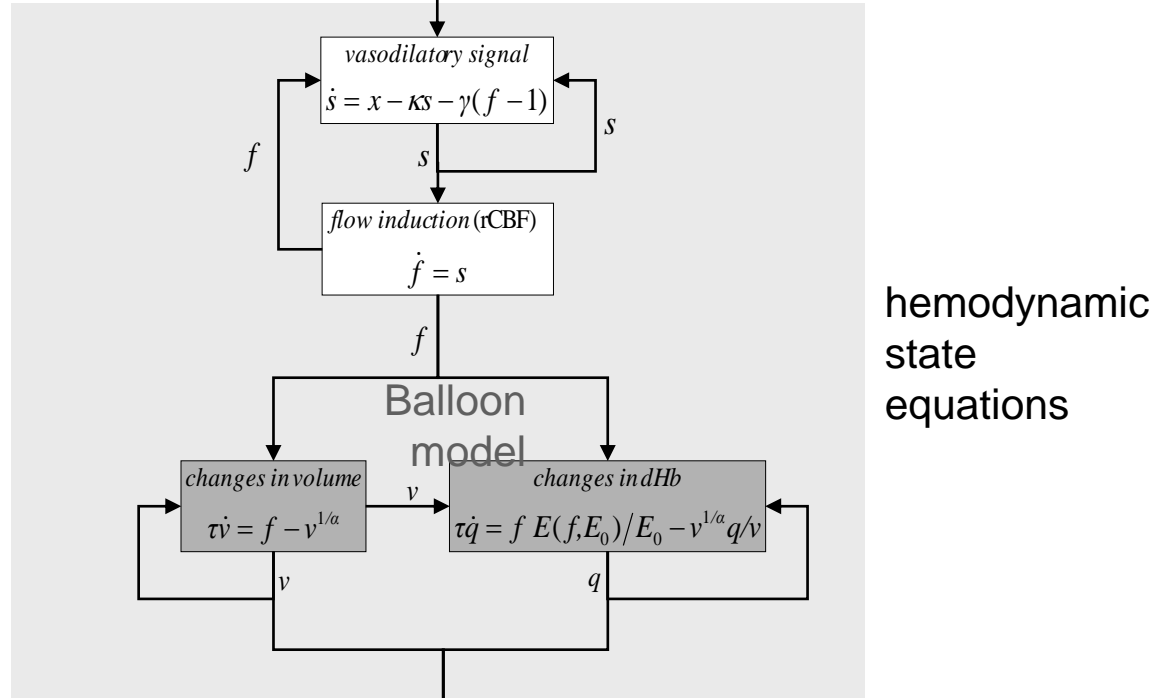 vasodilatory signal
ṡ = x − κs − γ(f − 1)
f
s
s
flow induction (rCBF)
ḟ = s
f
Balloon
model
changes in volume
τv̇ = f − v^{1/α}
v
changes in dHb
τq̇ = f E(f,E₀)/E₀ − v^{1/α} q/v
v
q
hemodynamic
state
equations